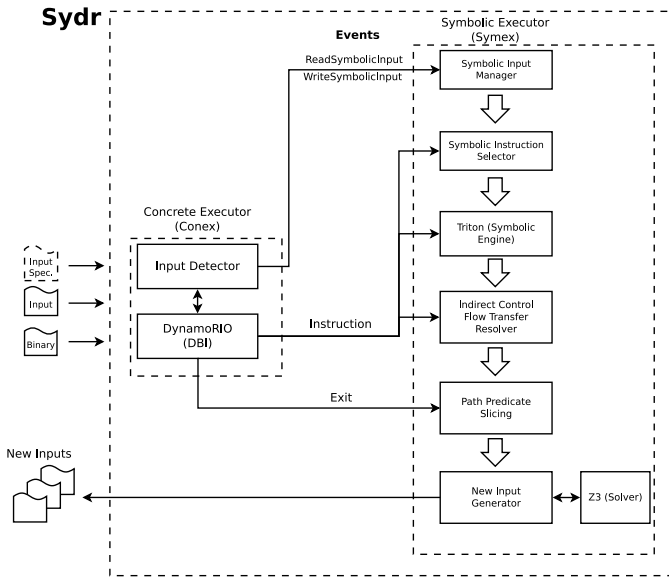 Sydr
Symbolic Executor
(Symex)
Events
ReadSymbolicInput
WriteSymbolicInput
Symbolic Input
Manager
Symbolic Instruction
Selector
Concrete Executor
(Conex)
Triton (Symbolic
Engine)
Input
Spec.
Input Detector
Input
Indirect Control
Flow Transfer
Resolver
Instruction
DynamoRIO
(DBI)
Binary
Exit
Path Predicate
Slicing
New Inputs
New Input
Generator
Z3 (Solver)